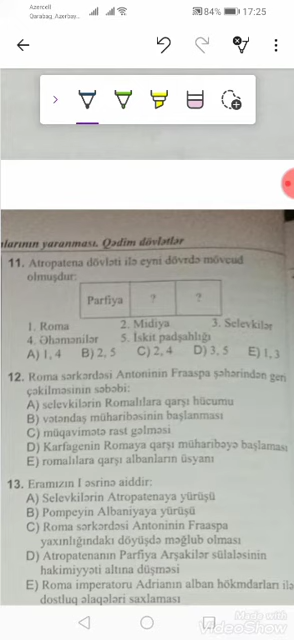 Azercell
Qarabağ, Azərbay...
84% 17:25
nlarının yaranması. Qədim dövlətlər
11. Atropatena dövləti ilə eyni dövrdə mövcud
olmuşdur:
Parfiya ? ?
1. Roma 2. Midiya 3. Selevkilər
4. Əhəmənilər 5. İskit padşahlığı
A) 1, 4 B) 2, 5 C) 2, 4 D) 3, 5 E) 1, 3
12. Roma sərkərdəsi Antoninin Fraaspa şəhərindən geri
çəkilməsinin səbəbi:
A) selevkilərin Romalılara qarşı hücumu
B) vətəndaş müharibəsinin başlanması
C) müqavimətə rast gəlməsi
D) Karfagenin Romaya qarşı müharibəyə başlaması
E) romalılara qarşı albanların üsyanı
13. Eramızın I əsrinə aiddir:
A) Selevkilərin Atropatenaya yürüşü
B) Pompeyin Albaniyaya yürüşü
C) Roma sərkərdəsi Antoninin Fraaspa
yaxınlığındakı döyüşdə məğlub olması
D) Atropatenanın Parfiya Arşakilər sülaləsinin
hakimiyyəti altına düşməsi
E) Roma imperatoru Adrianın alban hökmdarları ilə
dostluq əlaqələri saxlaması
Made with
VivaVideo